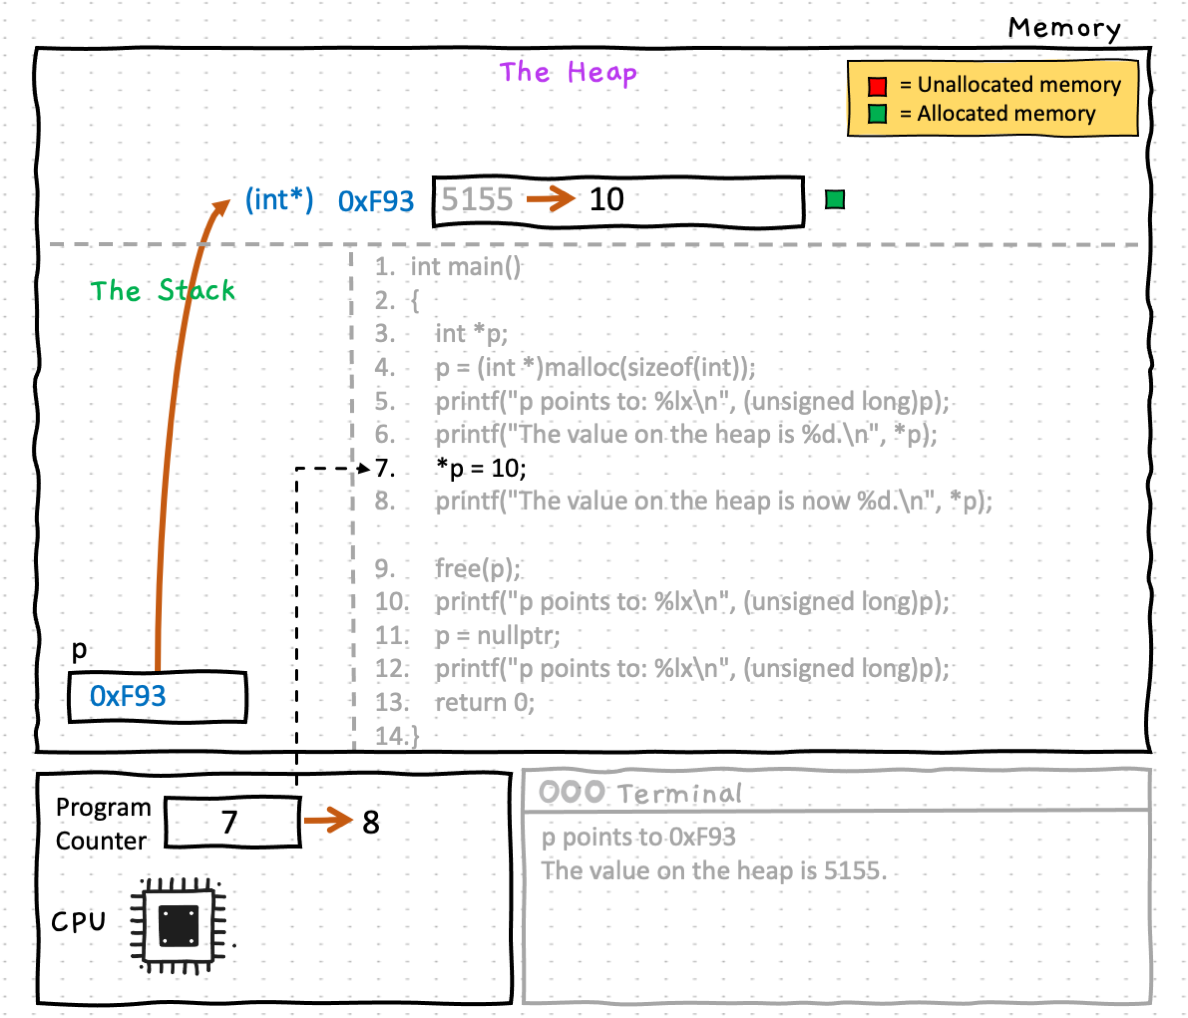 Memory
The Heap
= Unallocated memory
= Allocated memory
(int*) 0xF93 5155 10
The Stack
1. int main()
2. {
3. int *p;
4. p = (int *)malloc(sizeof(int));
5. printf("p points to: %lx\n", (unsigned long)p);
6. printf("The value on the heap is %d.\n", *p);
7. *p = 10;
8. printf("The value on the heap is now %d.\n", *p);
9. free(p);
10. printf("p points to: %lx\n", (unsigned long)p);
11. p = nullptr;
12. printf("p points to: %lx\n", (unsigned long)p);
13. return 0;
14.}
p
0xF93
Program
Counter
7 8
CPU
Terminal
p points to 0xF93
The value on the heap is 5155.